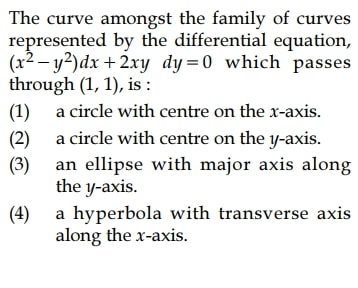 The curve amongst the family of curves
represented by the differential equation,
(x² – y²)dx + 2xy dy = 0 which passes
through (1, 1), is :
(1) a circle with centre on the x-axis.
(2) a circle with centre on the y-axis.
(3) an ellipse with major axis along
the y-axis.
(4) a hyperbola with transverse axis
along the x-axis.